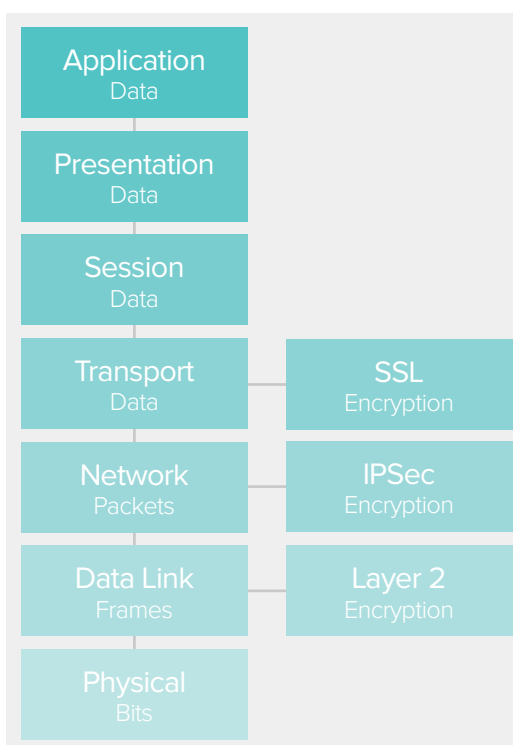 Application
Data
Presentation
Data
Session
Data
Transport
Data
SSL
Encryption
Network
Packets
IPSec
Encryption
Data Link
Frames
Layer 2
Encryption
Physical
Bits